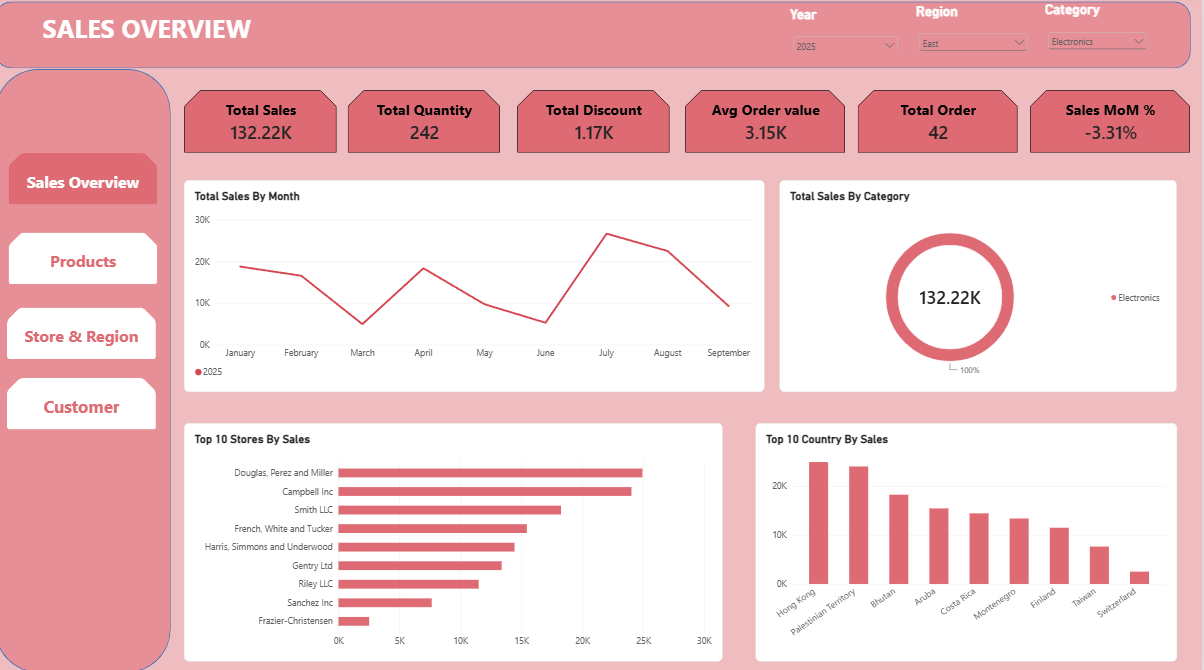 SALES OVERVIEW
Year
Region
Category
2025
East
Electronics
Sales Overview
Products
Store & Region
Customer
Total Sales
132.22K
Total Quantity
242
Total Discount
1.17K
Avg Order value
3.15K
Total Order
42
Sales MoM %
-3.31%
Total Sales By Month
30K
20K
10K
0K
January February March April May June July August September
2025
Total Sales By Category
132.22K
Electronics
100%
Top 10 Stores By Sales
Douglas, Perez and Miller
Campbell Inc
Smith LLC
French, White and Tucker
Harris, Simmons and Underwood
Gentry Ltd
Riley LLC
Sanchez Inc
Frazier-Christensen
0K 5K 10K 15K 20K 25K 30K
Top 10 Country By Sales
20K
10K
0K
Hong Kong
Palestinian Territory
Bhutan
Aruba
Costa Rica
Montenegro
Finland
Taiwan
Switzerland